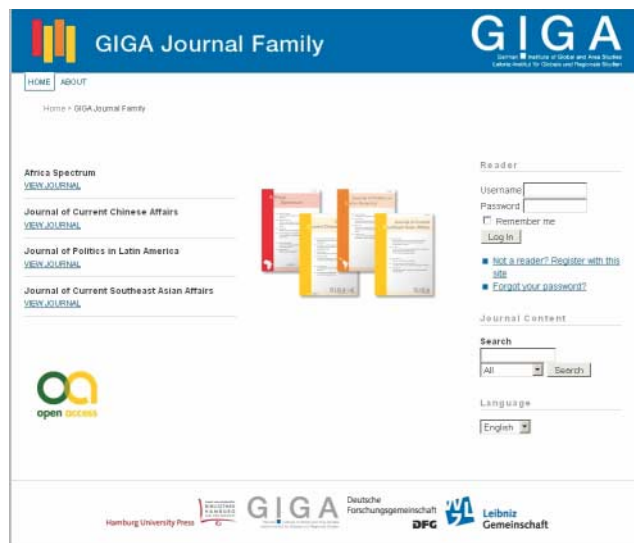 GIGA Journal Family
GIGA
German Institute of Global and Area Studies
Leibniz-Institut für Globale und Regionale Studien
HOME ABOUT
Home > GIGA Journal Family
Africa Spectrum
VIEW JOURNAL
Journal of Current Chinese Affairs
VIEW JOURNAL
Journal of Politics in Latin America
VIEW JOURNAL
Journal of Current Southeast Asian Affairs
VIEW JOURNAL
open access
Reader
Username
Password
Remember me
Log In
Not a reader? Register with this
site
Forgot your password?
Journal Content
Search
All Search
Language
English
Hamburg University Press
GIGA
Deutsche
Forschungsgemeinschaft
DFG
Leibniz
Gemeinschaft